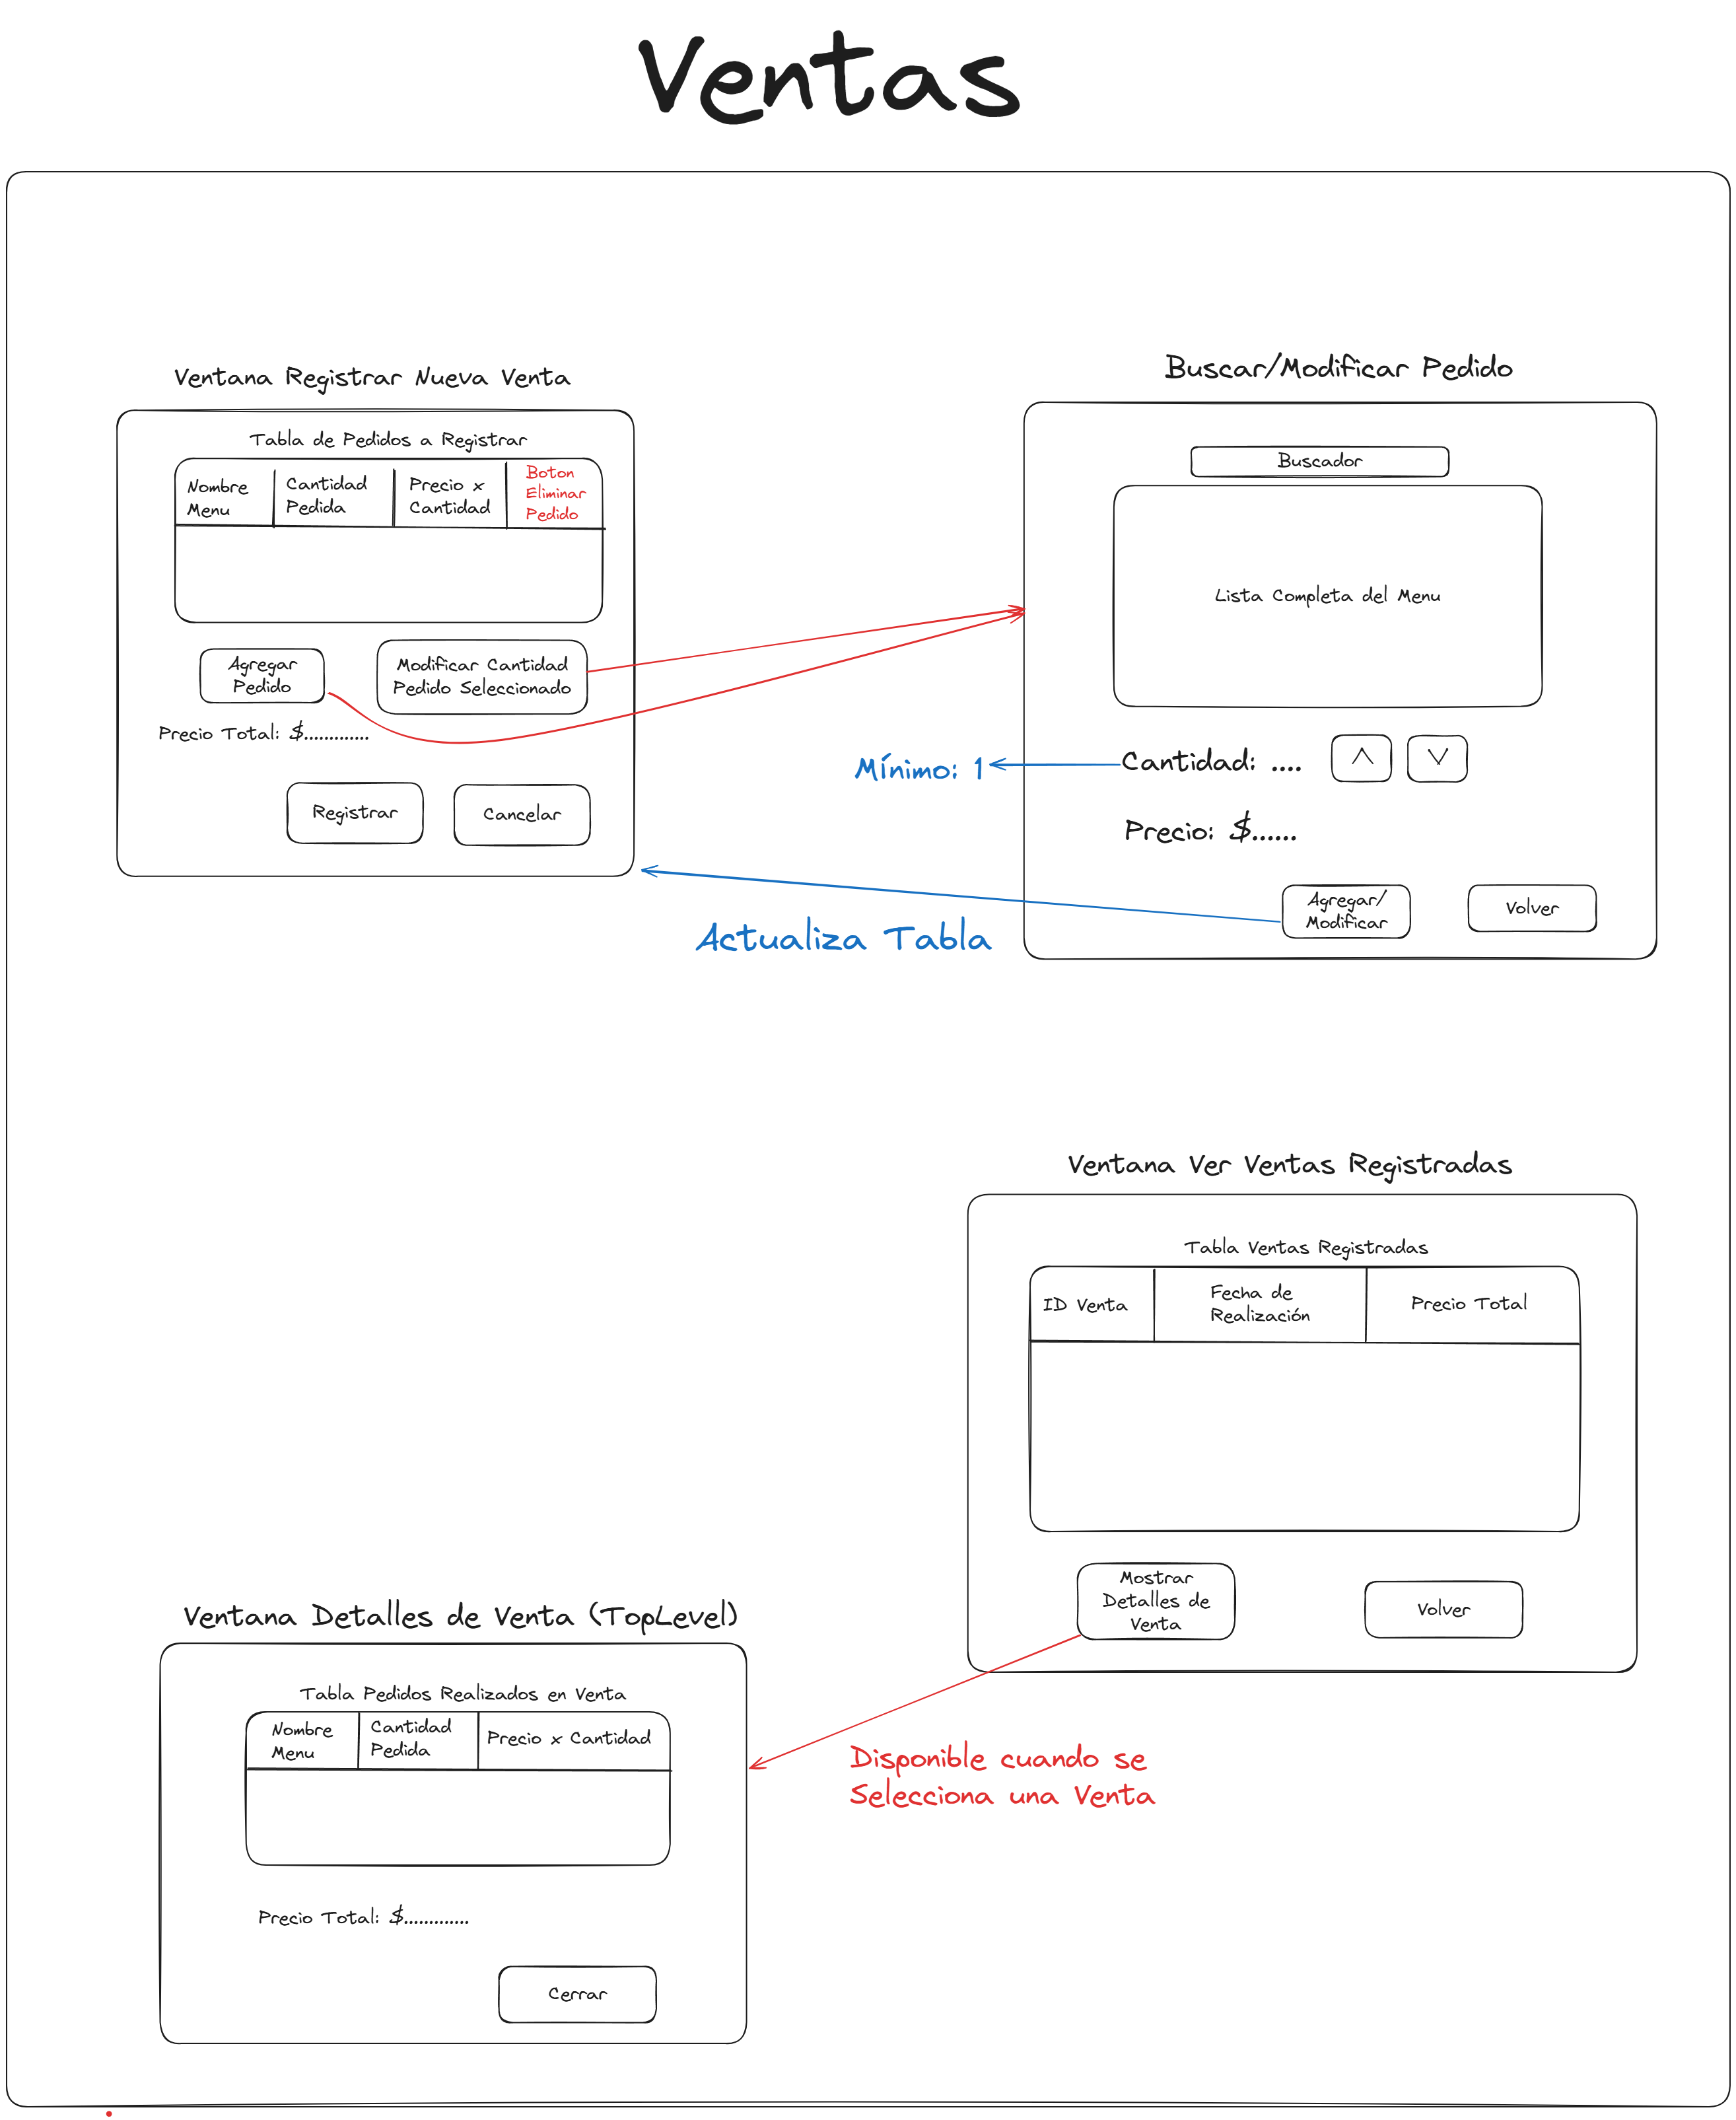 Ventas
Ventana Registrar Nueva Venta
Tabla de Pedidos a Registrar
Nombre
Menu
Cantidad
Pedida
Precio x
Cantidad
Boton
Eliminar
Pedido
Agregar
Pedido
Modificar Cantidad
Pedido Seleccionado
Precio Total: $.............
Registrar
Cancelar
Buscar/Modificar Pedido
Buscador
Lista Completa del Menu
Mínimo: 1
Cantidad: ....
Precio: $......
Agregar/
Modificar
Volver
Actualiza Tabla
Ventana Ver Ventas Registradas
Tabla Ventas Registradas
ID Venta
Fecha de
Realización
Precio Total
Mostrar
Detalles de
Venta
Volver
Ventana Detalles de Venta (TopLevel)
Tabla Pedidos Realizados en Venta
Nombre
Menu
Cantidad
Pedida
Precio x Cantidad
Disponible cuando se
Selecciona una Venta
Precio Total: $.............
Cerrar